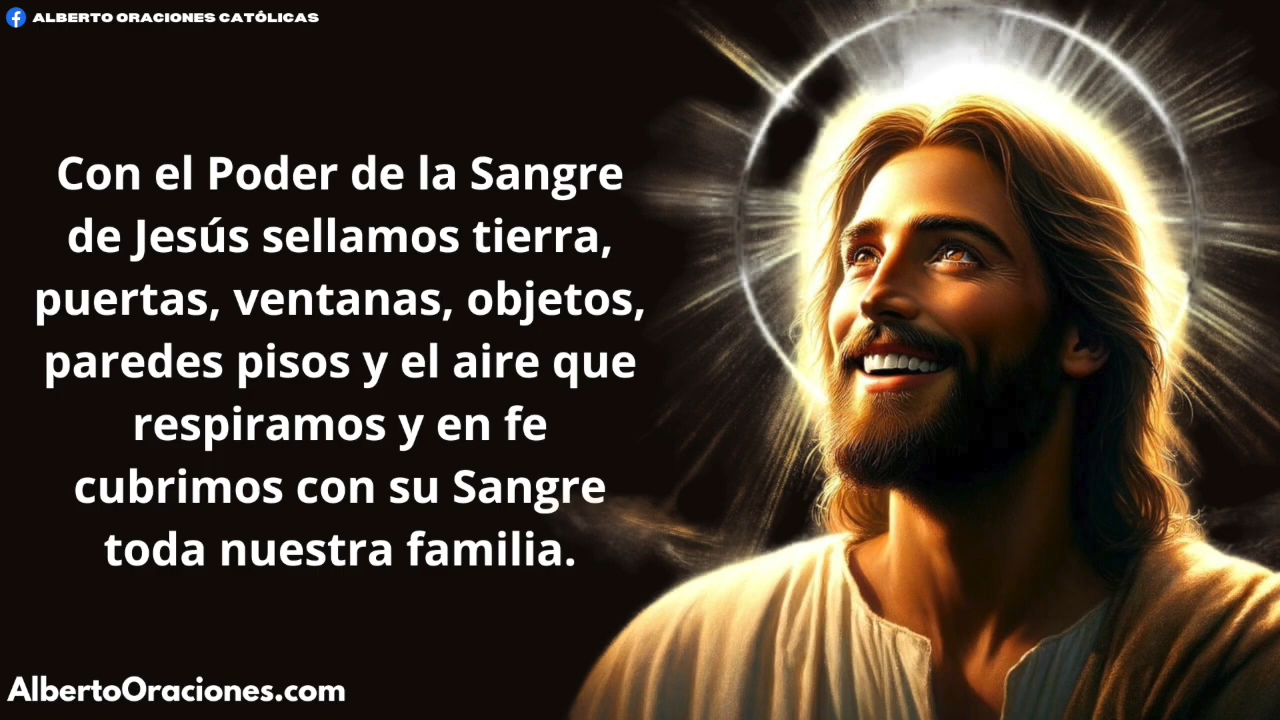 ALBERTO ORACIONES CATÓLICAS
Con el Poder de la Sangre
de Jesús sellamos tierra,
puertas, ventanas, objetos,
paredes pisos y el aire que
respiramos y en fe
cubrimos con su Sangre
toda nuestra familia.
AlbertoOraciones.com